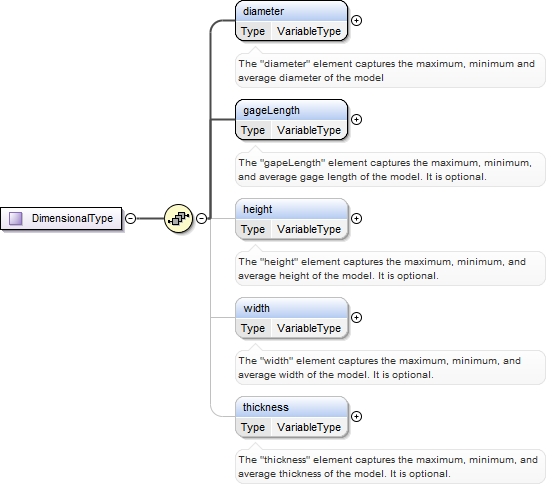 diameter
Type VariableType
The "diameter" element captures the maximum, minimum and
average diameter of the model
gageLength
Type VariableType
The "gapeLength" element captures the maximum, minimum,
and average gage length of the model. It is optional.
DimensionalType
height
Type VariableType
The "height" element captures the maximum, minimum, and
average height of the model. It is optional.
width
Type VariableType
The "width" element captures the maximum, minimum, and
average width of the model. It is optional.
thickness
Type VariableType
The "thickness" element captures the maximum, minimum, and
average thickness of the model. It is optional.